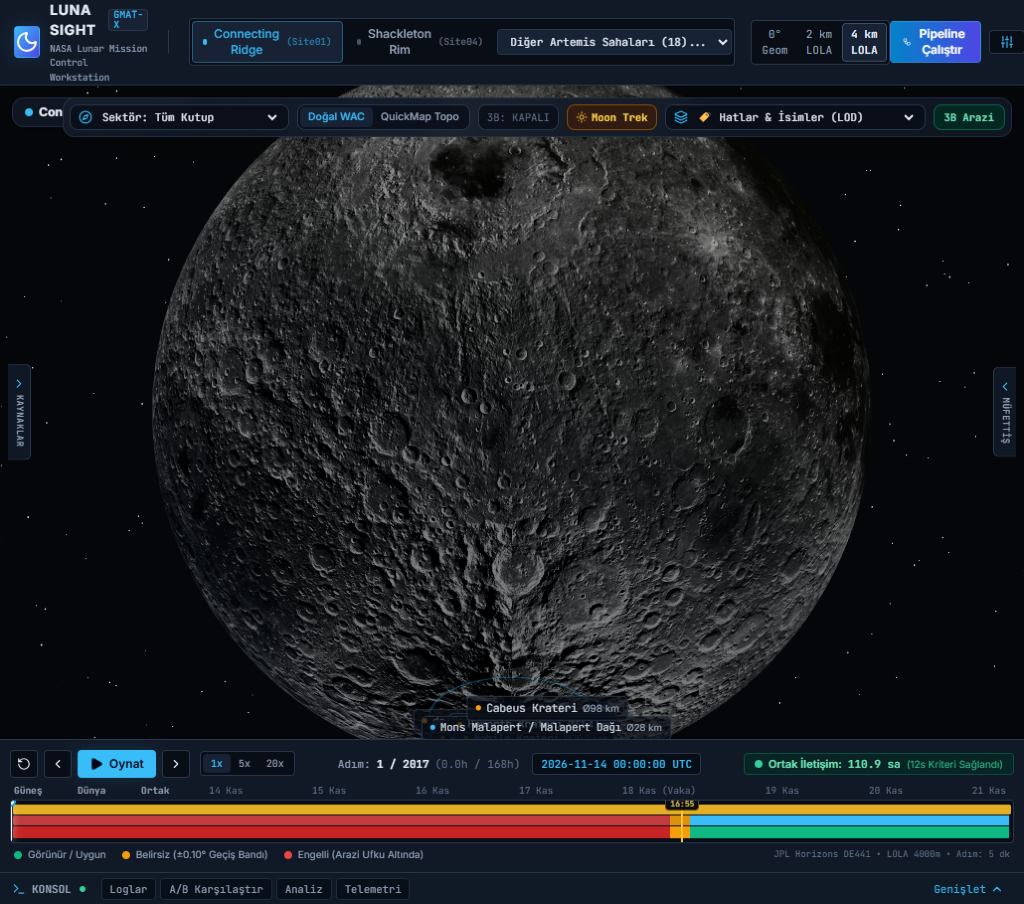 LUNA SIGHT
GMAT-X
NASA Lunar Mission Control Workstation
Connecting Ridge (Site01)
Shackleton Rim (Site04)
Diğer Artemis Sahaları (18)...
0° Geom
2 km LOLA
4 km LOLA
Pipeline Çalıştır
Con
Sektör: Tüm Kutup
Doğal WAC
QuickMap Topo
3B: KAPALI
Moon Trek
Hatlar & İsimler (LOD)
3B Arazi
KAYNAKLAR
MÜFETTİŞ
Cabeus Krateri Ø98 km
Mons Malapert / Malapert Dağı Ø28 km
Oynat
1x 5x 20x
Adım: 1 / 2017 (0.0h / 168h)
2026-11-14 00:00:00 UTC
Ortak İletişim: 110.9 sa (12s Kriteri Sağlandı)
Güneş Dünya Ortak 14 Kas 15 Kas 16 Kas 17 Kas 18 Kas (Vaka) 19 Kas 20 Kas 21 Kas
16:55
Görünür / Uygun
Belirsiz (±0.10° Geçiş Bandı)
Engelli (Arazi Ufku Altında)
JPL Horizons DE441 • LOLA 4000m • Adım: 5 dk
KONSOL
Loglar
A/B Karşılaştır
Analiz
Telemetri
Genişlet